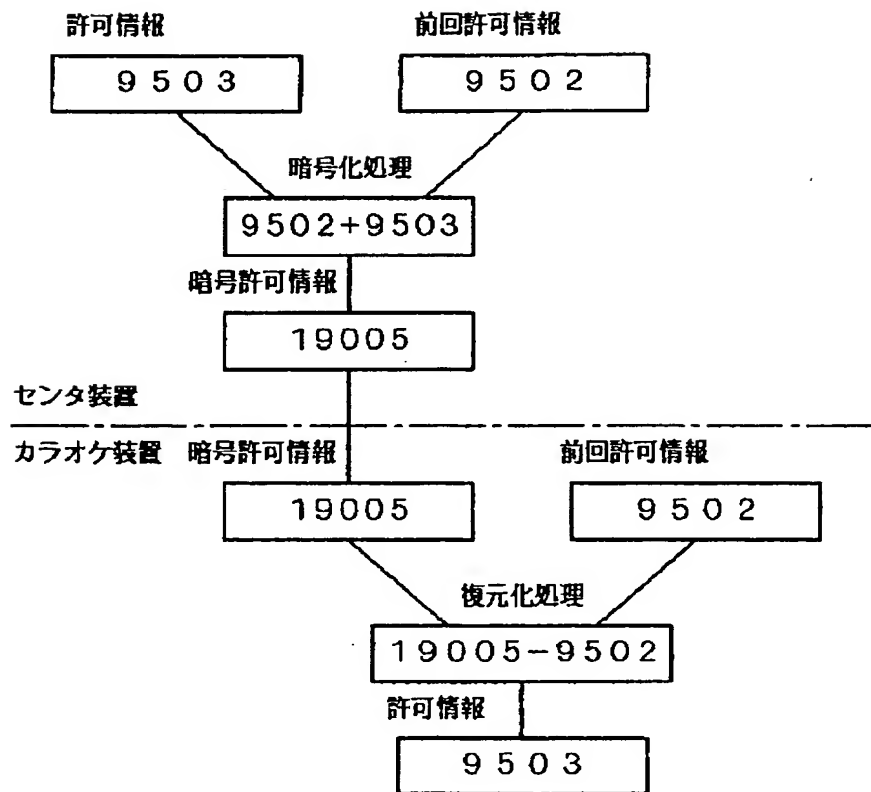 許可情報 前回許可情報
9503 9502
暗号化処理
9502+9503
暗号許可情報
19005
センタ装置
カラオケ装置 暗号許可情報 前回許可情報
19005 9502
復元化処理
19005-9502
許可情報
9503